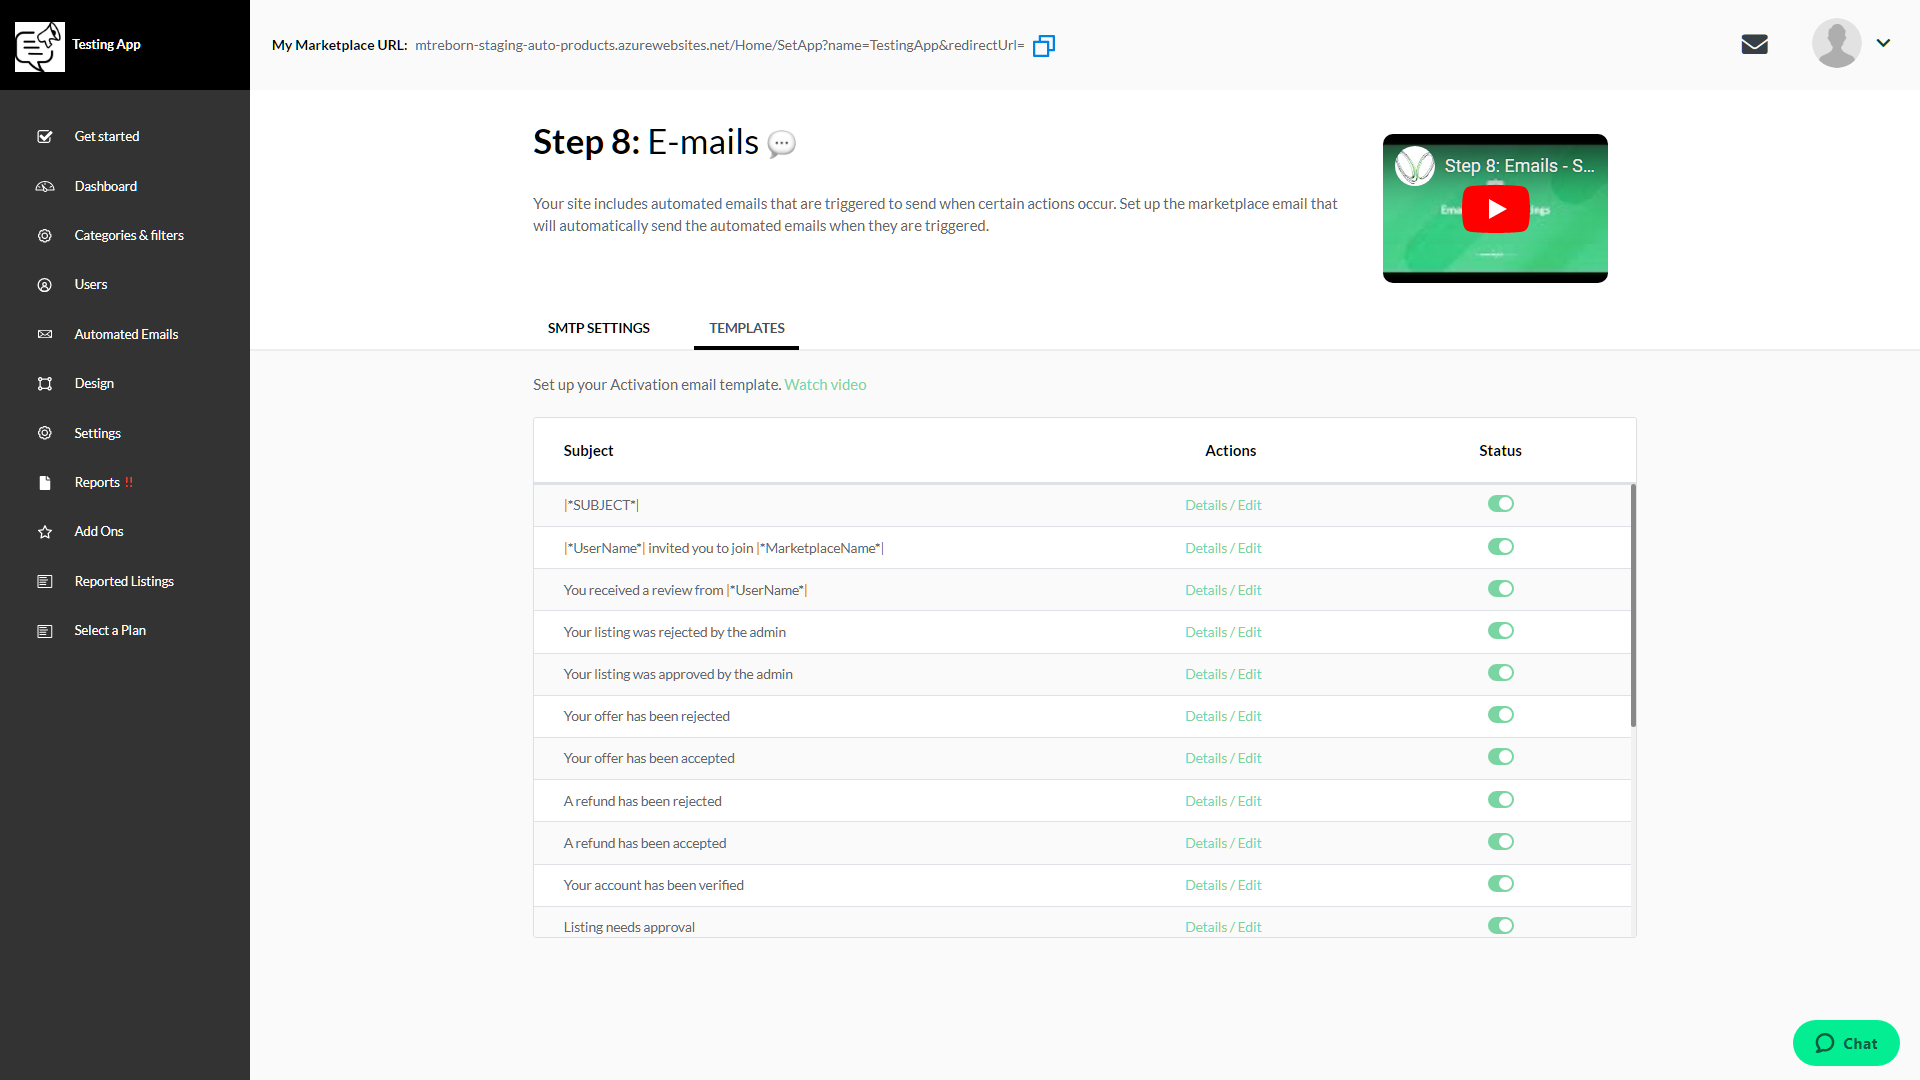 Testing App
My Marketplace URL: mtreborn-staging-auto-products.azurewebsites.net/Home/SetApp?name=TestingApp&redirectUrl=
Get started
Dashboard
Categories & filters
Users
Automated Emails
Design
Settings
Reports !!
Add Ons
Reported Listings
Select a Plan
Step 8: E-mails
Your site includes automated emails that are triggered to send when certain actions occur. Set up the marketplace email that
will automatically send the automated emails when they are triggered.
Step 8: Emails - S...
SMTP SETTINGS
TEMPLATES
Set up your Activation email template. Watch video
Subject Actions Status
|*SUBJECT*| Details / Edit
|*UserName*| invited you to join |*MarketplaceName*| Details / Edit
You received a review from |*UserName*| Details / Edit
Your listing was rejected by the admin Details / Edit
Your listing was approved by the admin Details / Edit
Your offer has been rejected Details / Edit
Your offer has been accepted Details / Edit
A refund has been rejected Details / Edit
A refund has been accepted Details / Edit
Your account has been verified Details / Edit
Listing needs approval Details / Edit
Chat